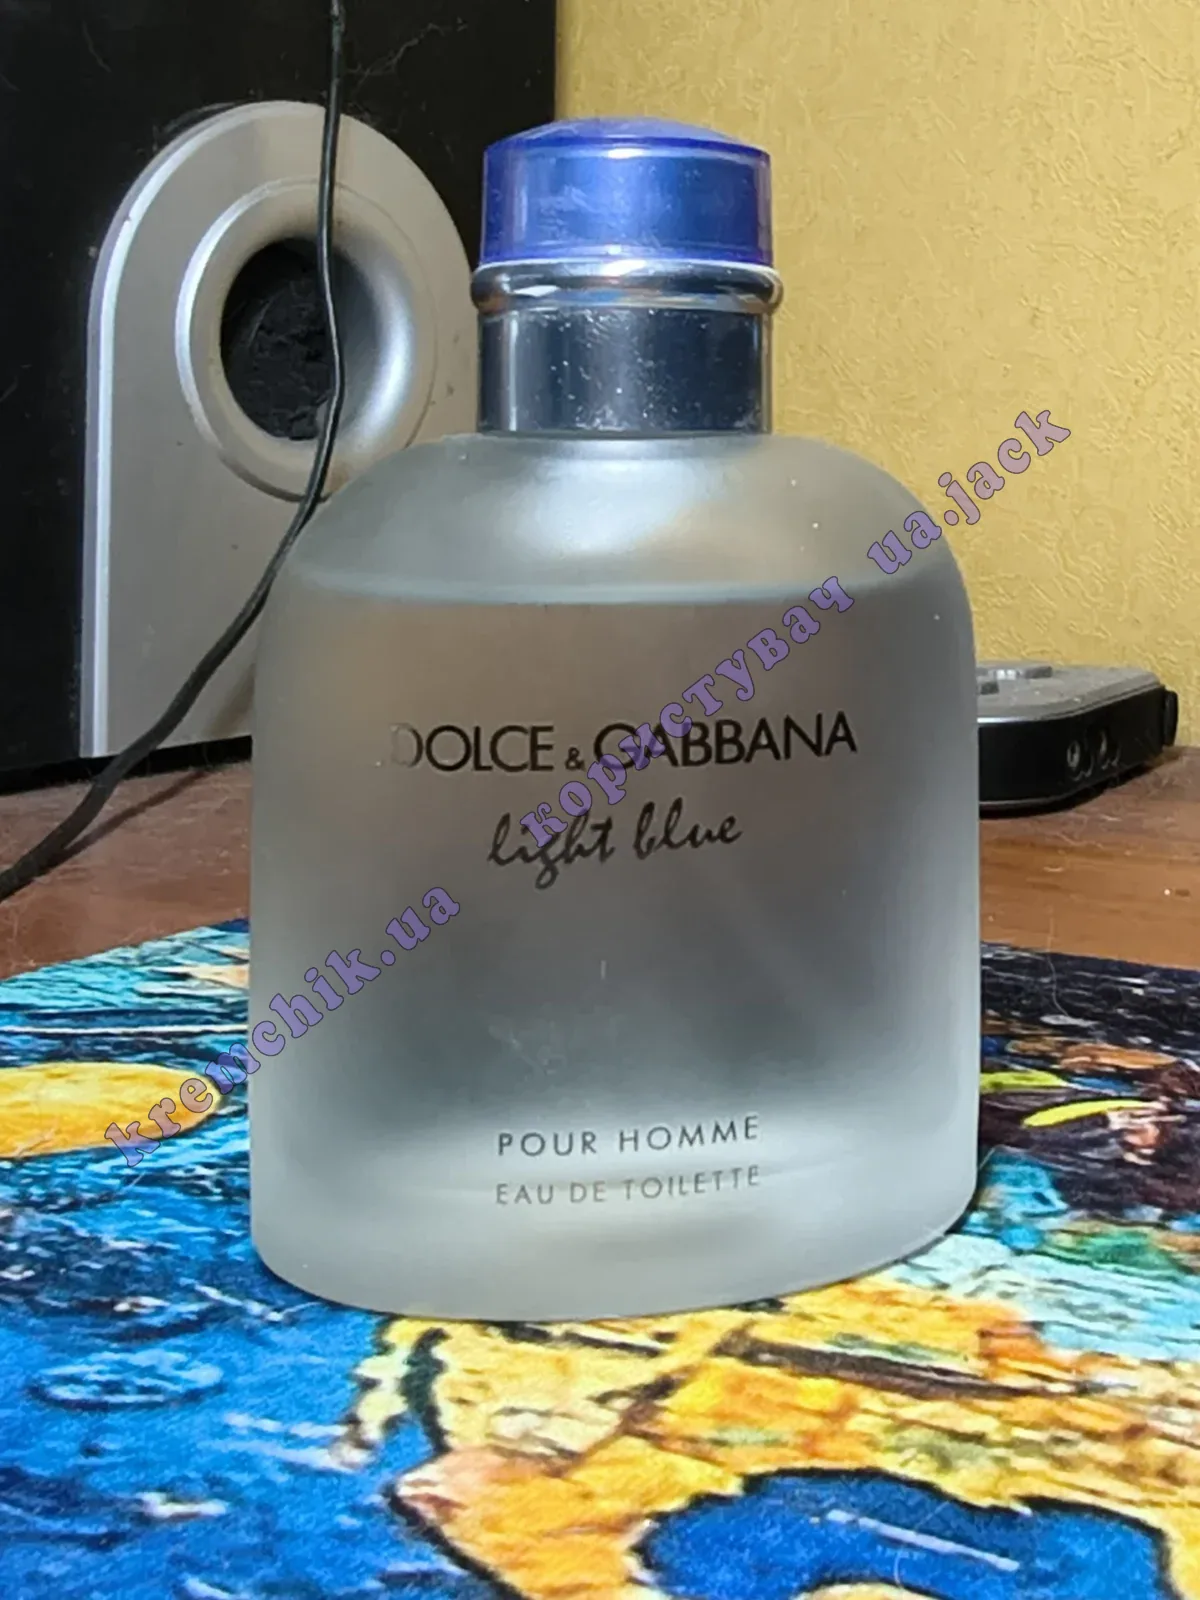 DOLCE & GABBANA
light blue
POUR HOMME
EAU DE TOILETTE
kremchik.ua користувач ua.jack